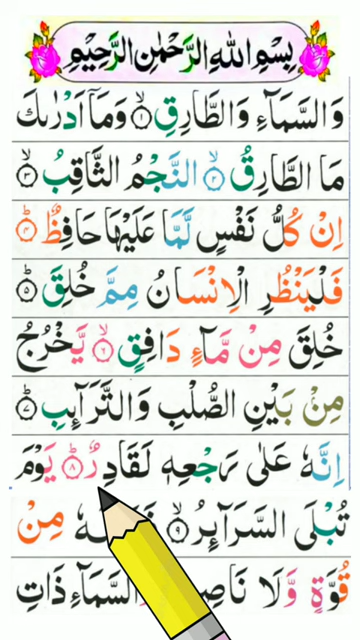 بِسْمِ اللهِ الرَّحْمٰنِ الرَّحِيْمِ
وَالسَّمَآءِ وَالطَّارِقِ ۝١ وَمَآ اَدْرٰىكَ
مَا الطَّارِقُ ۝٢ النَّجْمُ الثَّاقِبُ ۝٣
اِنْ كُلُّ نَفْسٍ لَّمَّا عَلَيْهَا حَافِظٌ ۝٤ؕ
فَلْيَنْظُرِ الْاِنْسَانُ مِمَّ خُلِقَ ۝٥ؕ
خُلِقَ مِنْ مَّآءٍ دَافِقٍ ۝٦ يَّخْرُجُ
مِنْۢ بَيْنِ الصُّلْبِ وَالتَّرَآئِبِ ۝٧ؕ
اِنَّهٗ عَلٰى رَجْعِهٖ لَقَادِرٌ ۝٨ؕ يَوْمَ
تُبْلَى السَّرَآئِرُ ۝٩ مِنْ
قُوَّةٍ وَّلَا السَّمَآءِ ذَاتِ